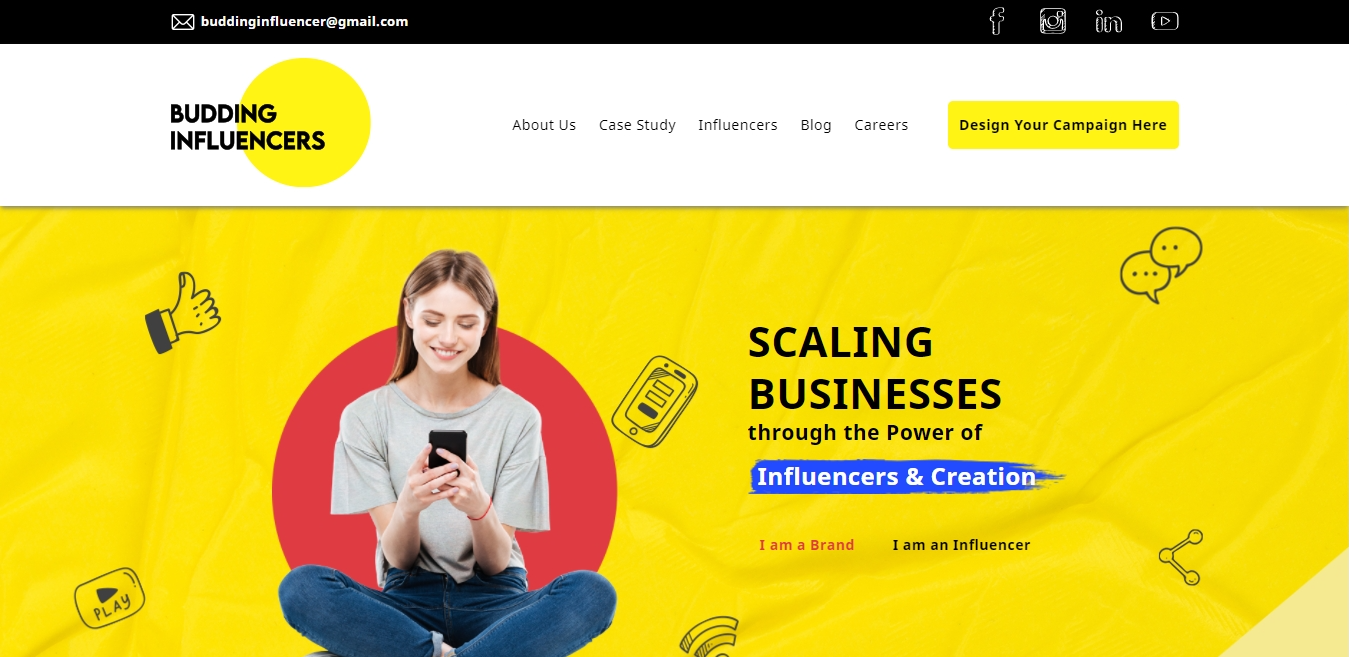 buddinginfluencer@gmail.com
BUDDING
INFLUENCERS
About Us
Case Study
Influencers
Blog
Careers
Design Your Campaign Here
SCALING
BUSINESSES
through the Power of
Influencers & Creation
I am a Brand
I am an Influencer
PLAY